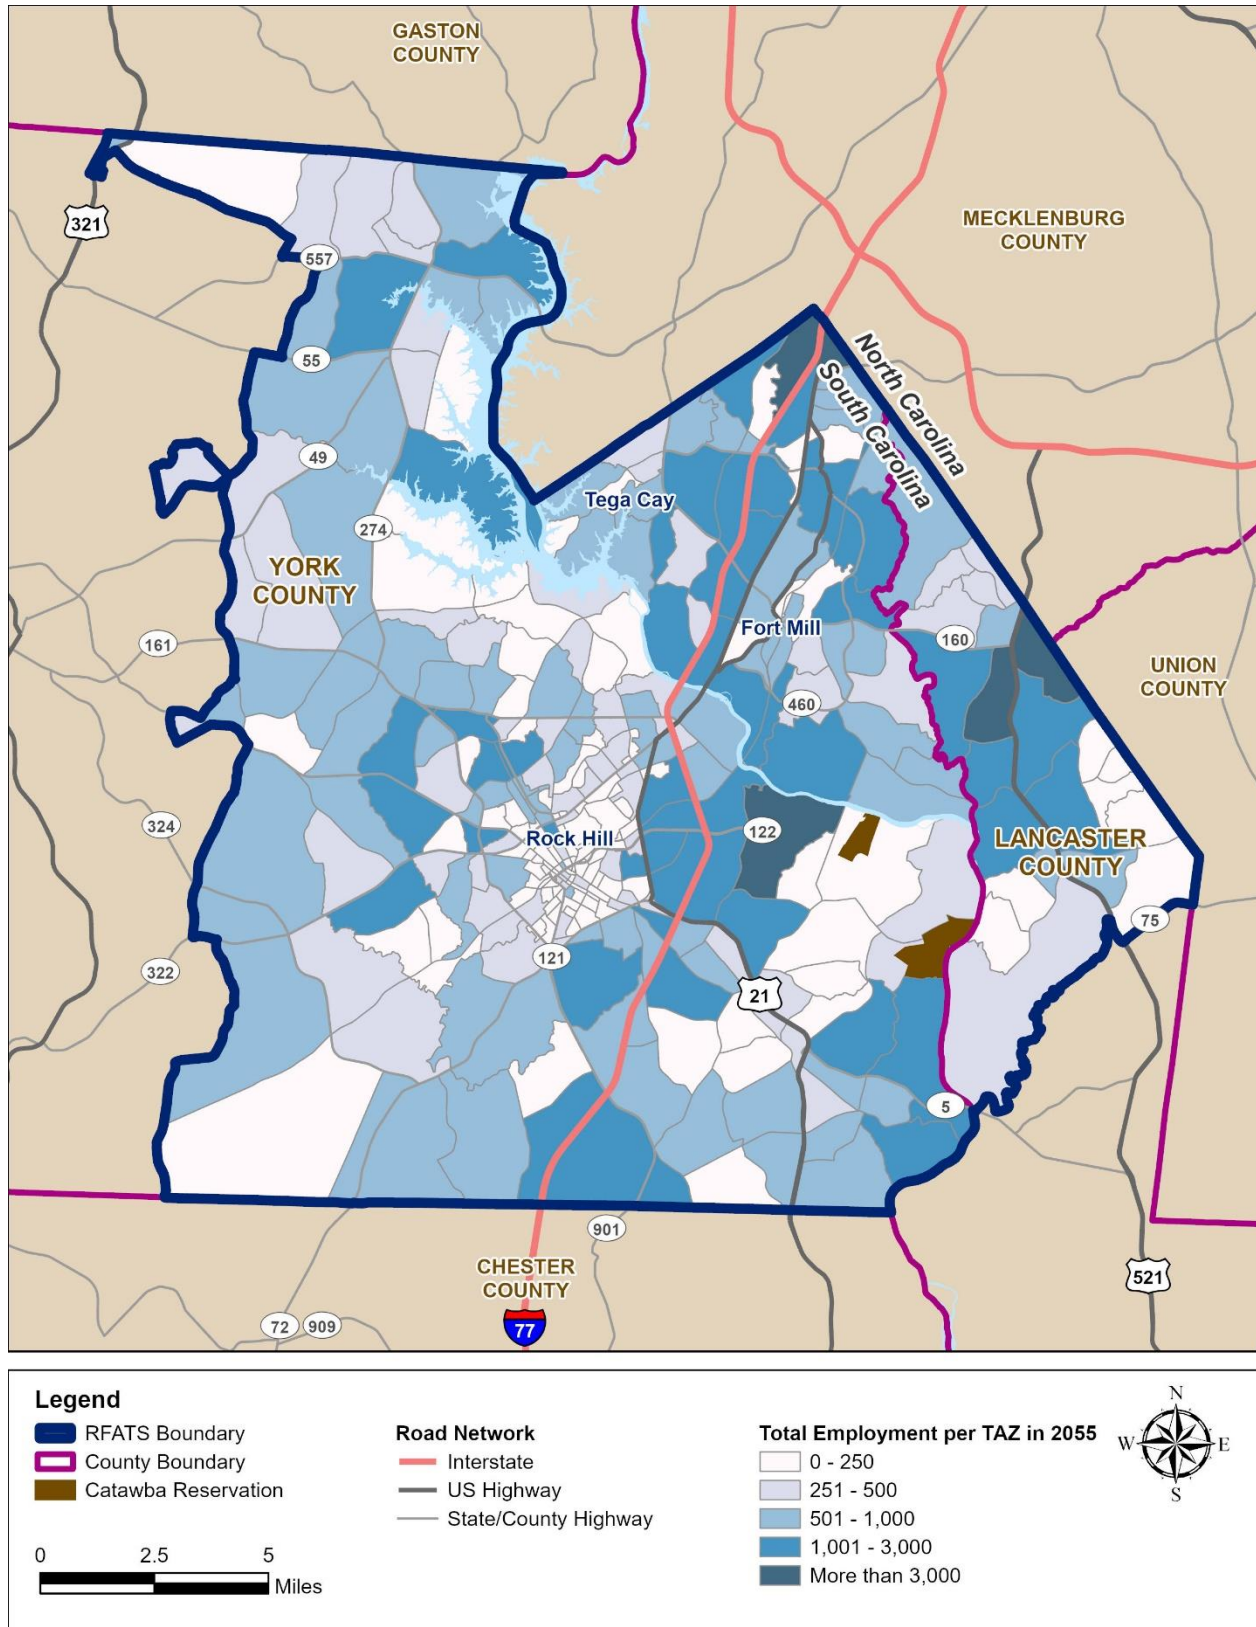 GASTON
COUNTY
MECKLENBURG
COUNTY
321
557
55
North Carolina
South Carolina
49
Tega Cay
274
YORK
COUNTY
Fort Mill
160
161
UNION
COUNTY
460
324
Rock Hill
122
LANCASTER
COUNTY
75
322
121
21
5
901
CHESTER
COUNTY
521
72
909
77
Legend
RFATS Boundary
County Boundary
Catawba Reservation
0 2.5 5
Miles
Road Network
Interstate
US Highway
State/County Highway
Total Employment per TAZ in 2055
0 - 250
251 - 500
501 - 1,000
1,001 - 3,000
More than 3,000
N
W E
S